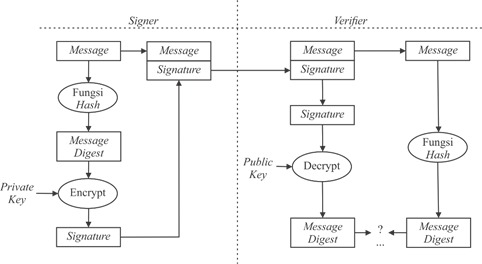 Signer
Verifier
Message
Message
Signature
Fungsi
Hash
Message
Digest
Private
Key
Encrypt
Signature
Message
Signature
Message
Signature
Fungsi
Hash
Public
Key
Decrypt
Message
Digest
?
...
Message
Digest